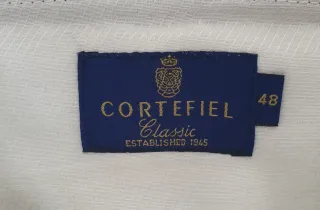 CORTEFIEL
Classic
ESTABLISHED 1945
48